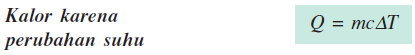 Kalor karena
perubahan suhu
Q = mcΔT